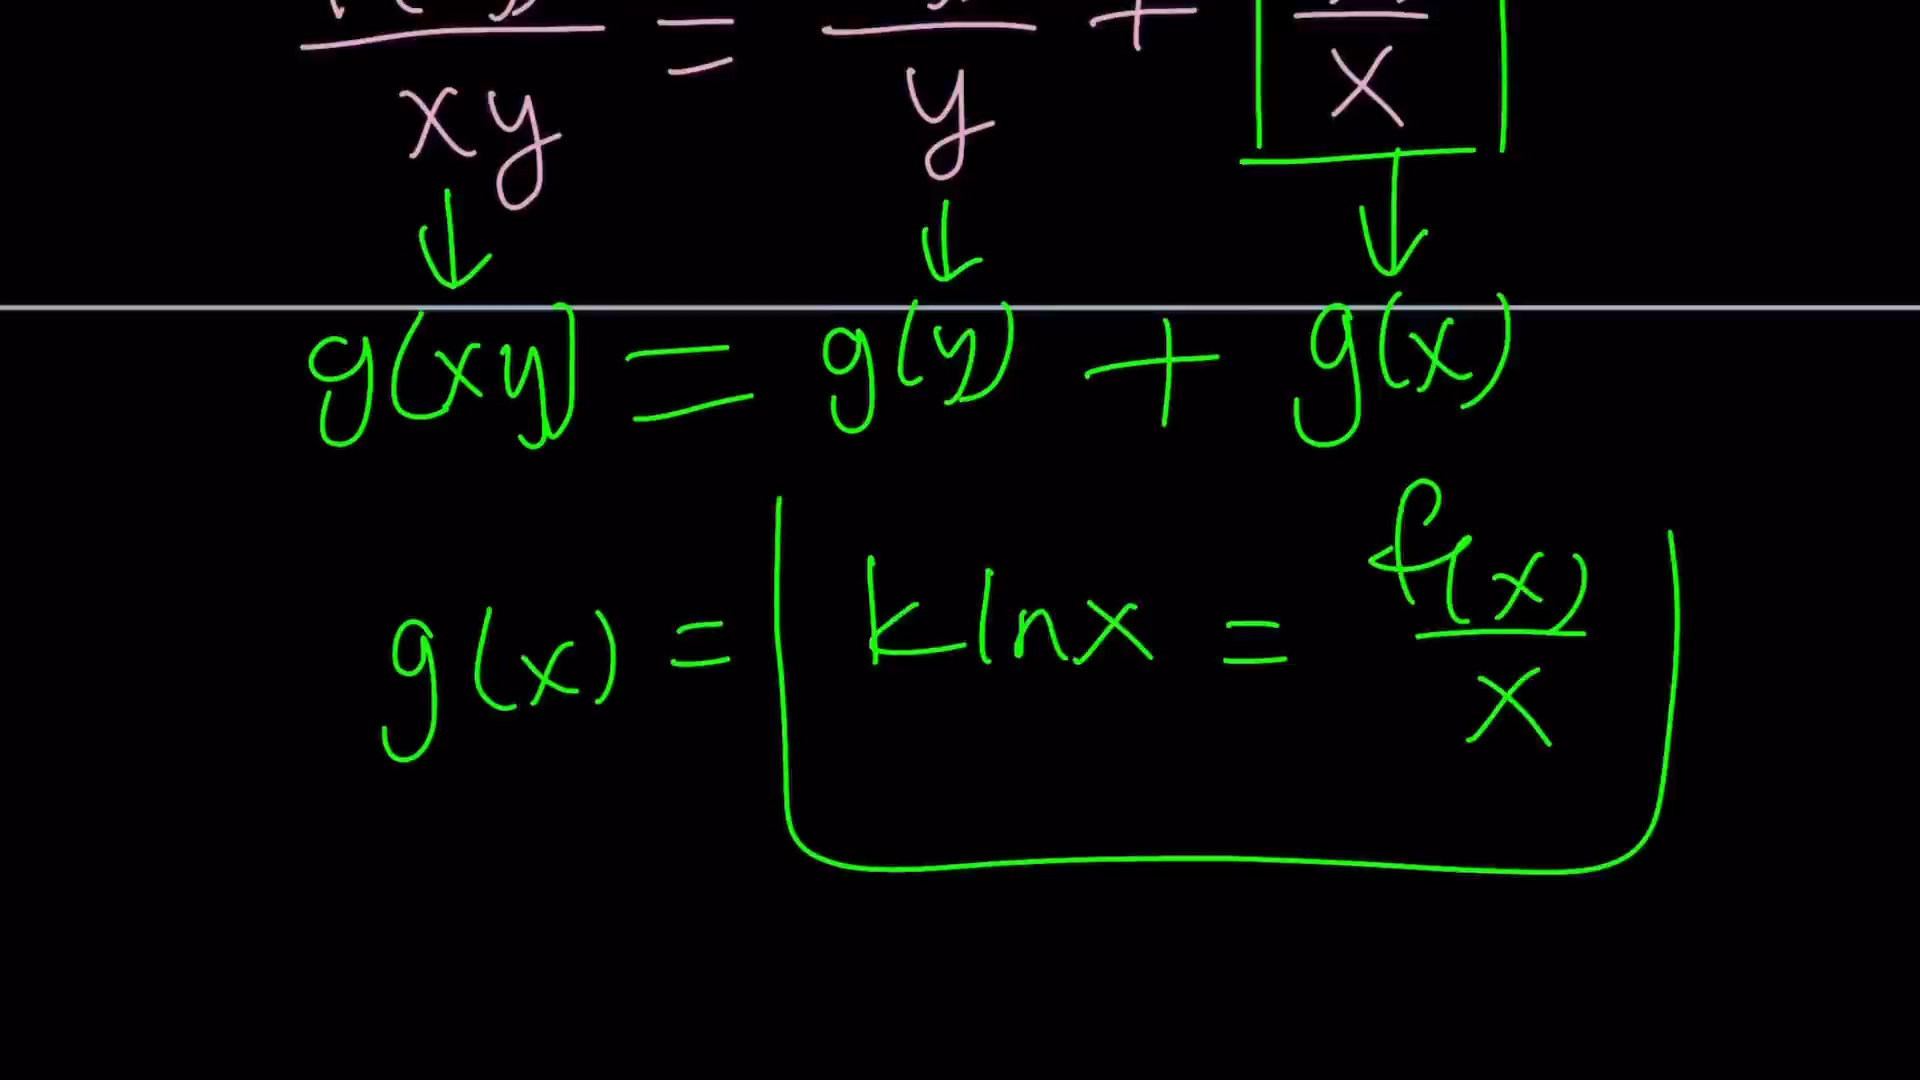 xy = y + x
g(xy) = g(y) + g(x)
g(x) = k ln x = f(x)
x